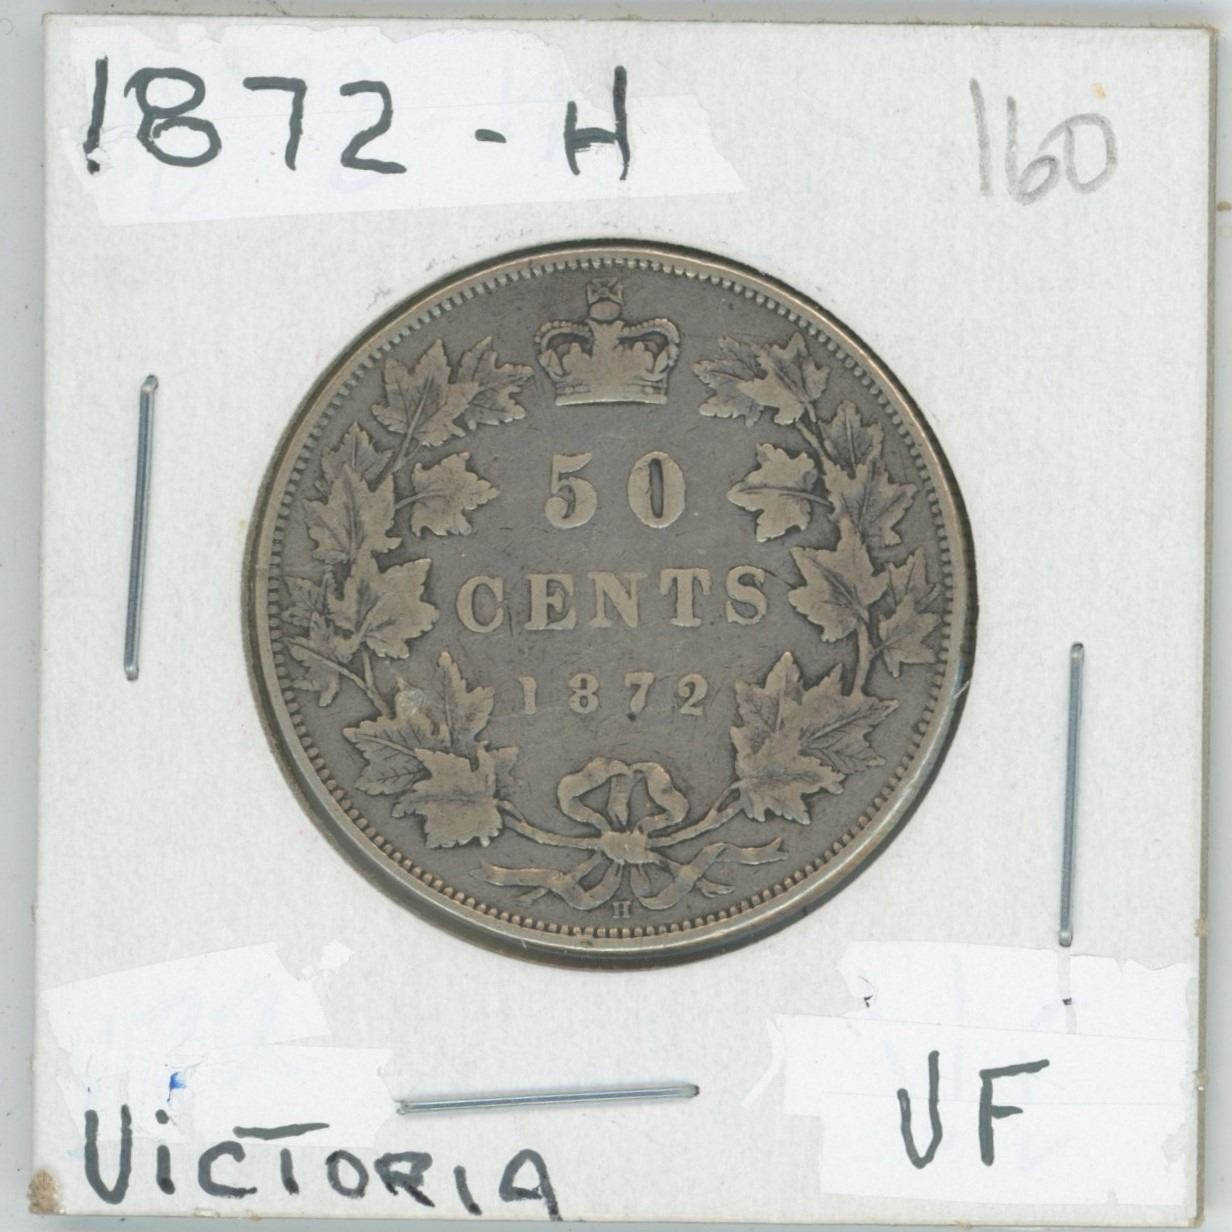 1872-H
160
50
CENTS
1872
H
VICTORIA
VF